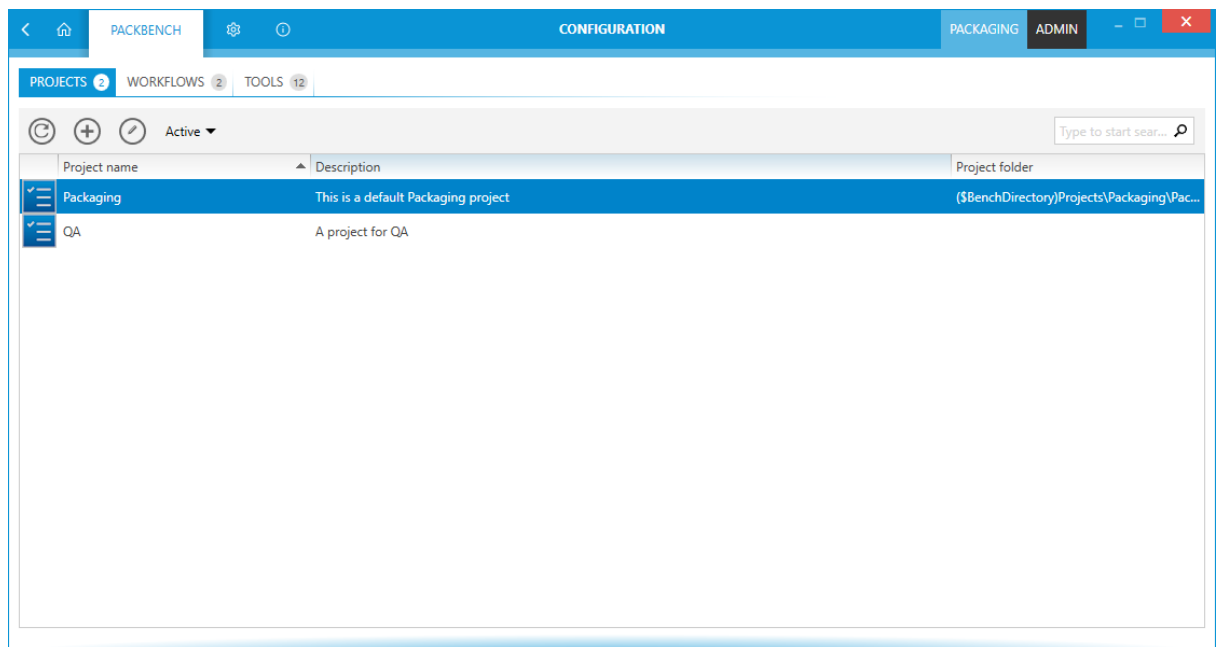 PACKBENCH CONFIGURATION PACKAGING ADMIN
PROJECTS 2 WORKFLOWS 2 TOOLS 12
Active Type to start sear...
Project name Description Project folder
Packaging This is a default Packaging project ($BenchDirectory)Projects\Packaging\Pac...
QA A project for QA